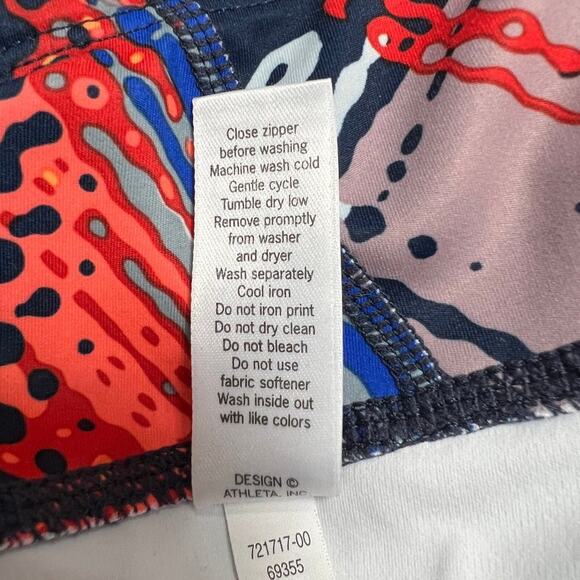 Close zipper
before washing
Machine wash cold
Gentle cycle
Tumble dry low
Remove promptly
from washer
and dryer
Wash separately
Cool iron
Do not iron print
Do not dry clean
Do not bleach
Do not use
fabric softener
Wash inside out
with like colors
DESIGN ©
ATHLETA, INC.
721717-00
69355